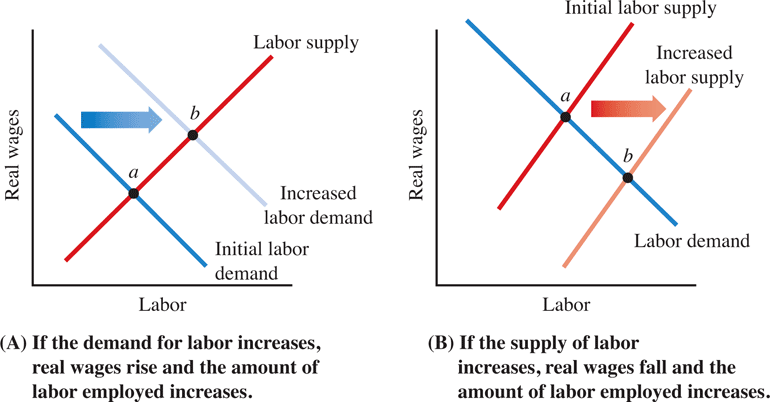 Labor supply
b
a
Real wages
Increased
labor demand
Initial labor
demand
Labor
(A) If the demand for labor increases,
real wages rise and the amount of
labor employed increases.
Initial labor supply
Increased
labor supply
a
b
Real wages
Labor demand
Labor
(B) If the supply of labor
increases, real wages fall and the
amount of labor employed increases.